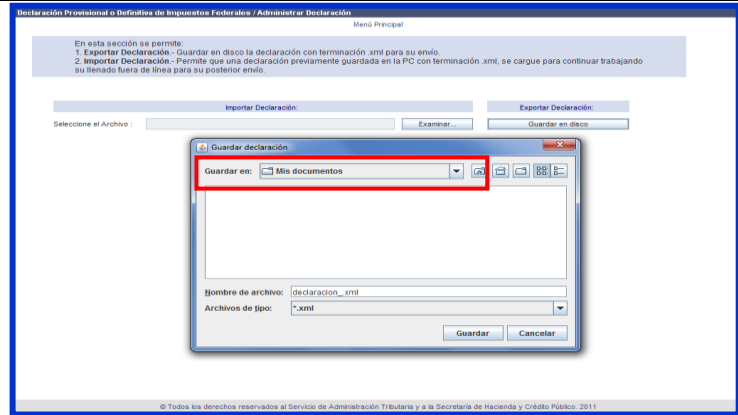 Declaración Provisional o Definitiva de Impuestos Federales / Administrar Declaración
Menú Principal
En esta sección se permite:
1. Exportar Declaración.- Guardar en disco la declaración con terminación .xml para su envío.
2. Importar Declaración.- Permite que una declaración previamente guardada en la PC con terminación .xml, se cargue para continuar trabajando
su llenado fuera de línea para su posterior envío.
Importar Declaración:
Exportar Declaración:
Seleccione el Archivo :
Examinar...
Guardar en disco
Guardar declaración
Guardar en: Mis documentos
Nombre de archivo: declaracion_.xml
Archivos de tipo: *.xml
Guardar Cancelar
© Todos los derechos reservados al Servicio de Administración Tributaria y a la Secretaría de Hacienda y Crédito Público. 2011